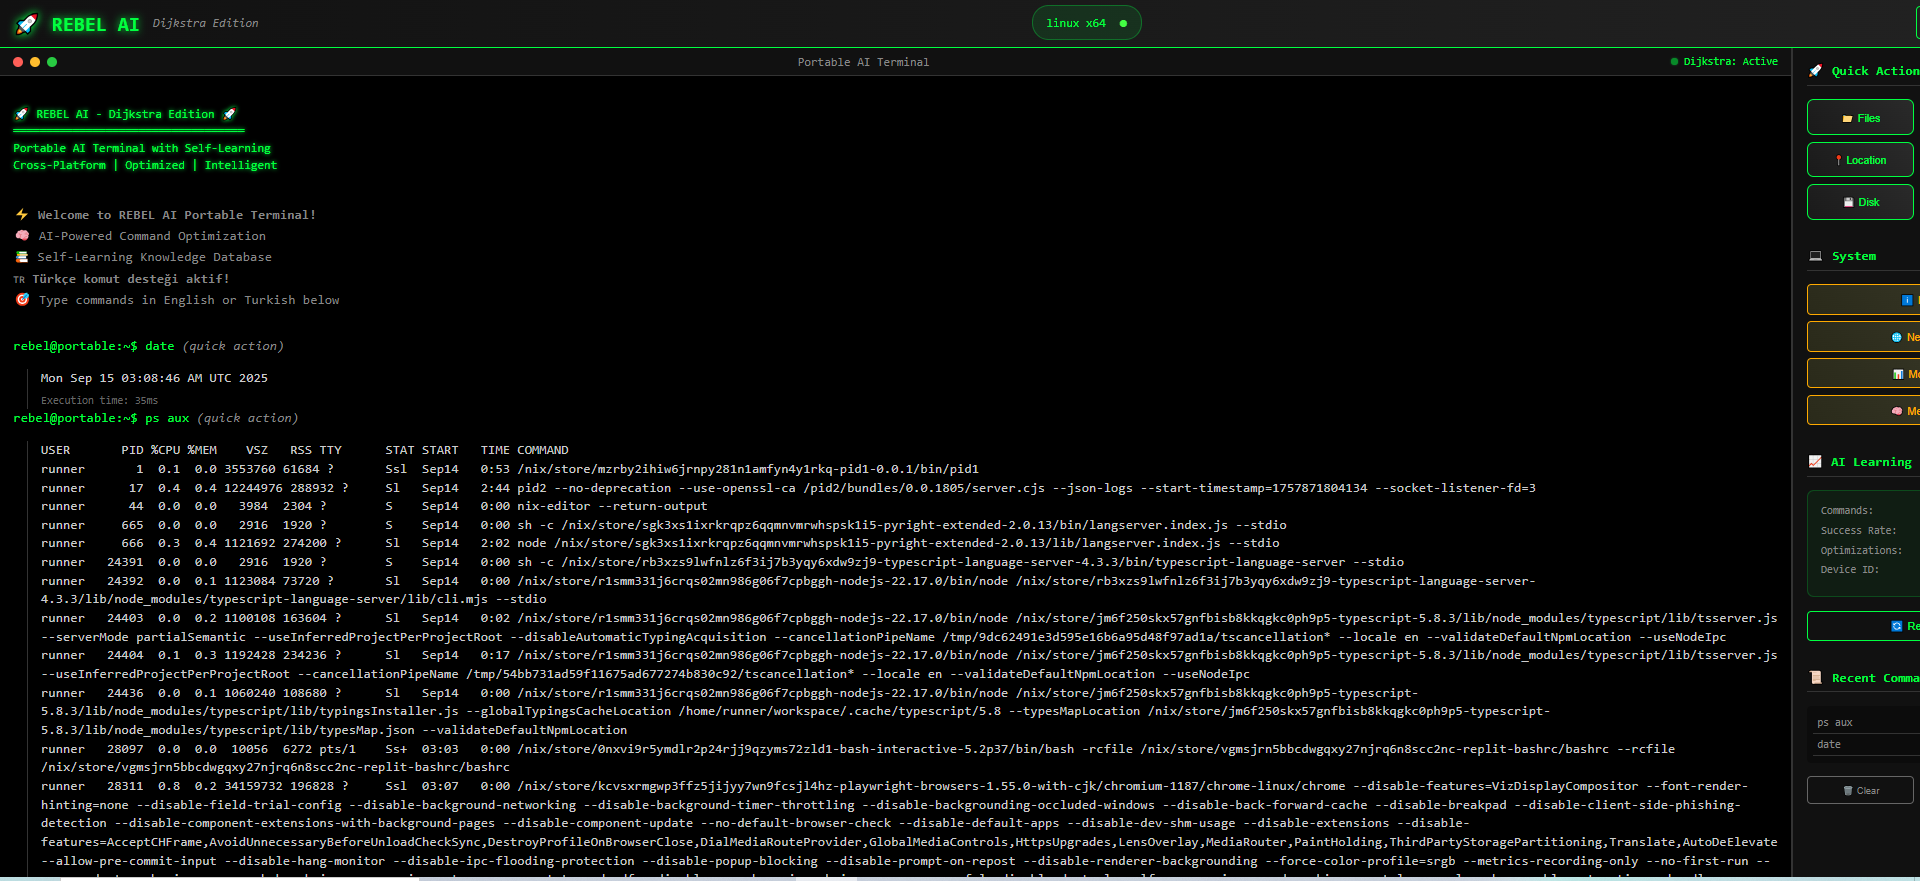 REBEL AI Dijkstra Edition
linux x64
Portable AI Terminal
Dijkstra: Active
REBEL AI - Dijkstra Edition
Portable AI Terminal with Self-Learning
Cross-Platform | Optimized | Intelligent
Welcome to REBEL AI Portable Terminal!
AI-Powered Command Optimization
Self-Learning Knowledge Database
TR Türkçe komut desteği aktif!
Type commands in English or Turkish below
rebel@portable:~$ date (quick action)
Mon Sep 15 03:08:46 AM UTC 2025
Execution time: 35ms
rebel@portable:~$ ps aux (quick action)
USER PID %CPU %MEM VSZ RSS TTY STAT START TIME COMMAND
runner 1 0.1 0.0 3553760 61684 ? Ssl Sep14 0:53 /nix/store/mzrby2ihiw6jrnpy281n1amfyn4y1rkq-pid1-0.0.1/bin/pid1
runner 17 0.4 0.4 12244976 288932 ? Sl Sep14 2:44 pid2 --no-deprecation --use-openssl-ca /pid2/bundles/0.0.1805/server.cjs --json-logs --start-timestamp=1757871804134 --socket-listener-fd=3
runner 44 0.0 0.0 3984 2304 ? S Sep14 0:00 nix-editor --return-output
runner 665 0.0 0.0 2916 1920 ? S Sep14 0:00 sh -c /nix/store/sgk3xs1ixrkrqpz6qqmnvmrwhspsk1i5-pyright-extended-2.0.13/bin/langserver.index.js --stdio
runner 666 0.3 0.4 1121692 274200 ? Sl Sep14 2:02 node /nix/store/sgk3xs1ixrkrqpz6qqmnvmrwhspsk1i5-pyright-extended-2.0.13/lib/langserver.index.js --stdio
runner 24391 0.0 0.0 2916 1920 ? S Sep14 0:00 sh -c /nix/store/rb3xzs9lwfnlz6f3ij7b3yqy6xdw9zj9-typescript-language-server-4.3.3/bin/typescript-language-server --stdio
runner 24392 0.0 0.1 1123084 73720 ? Sl Sep14 0:00 /nix/store/r1smm331j6crqs02mn986g06f7cpbggh-nodejs-22.17.0/bin/node /nix/store/rb3xzs9lwfnlz6f3ij7b3yqy6xdw9zj9-typescript-language-server-
4.3.3/lib/node_modules/typescript-language-server/lib/cli.mjs --stdio
runner 24403 0.0 0.2 1100108 163604 ? Sl Sep14 0:02 /nix/store/r1smm331j6crqs02mn986g06f7cpbggh-nodejs-22.17.0/bin/node /nix/store/jm6f250skx57gnfbisb8kkqgkc0ph9p5-typescript-5.8.3/lib/node_modules/typescript/lib/tsserver.js
--serverMode partialSemantic --useInferredProjectPerProjectRoot --disableAutomaticTypingAcquisition --cancellationPipeName /tmp/9dc62491e3d595e16b6a95d48f97ad1a/tscancellation* --locale en --validateDefaultNpmLocation --useNodeIpc
runner 24404 0.1 0.3 1192428 234236 ? Sl Sep14 0:17 /nix/store/r1smm331j6crqs02mn986g06f7cpbggh-nodejs-22.17.0/bin/node /nix/store/jm6f250skx57gnfbisb8kkqgkc0ph9p5-typescript-5.8.3/lib/node_modules/typescript/lib/tsserver.js
--useInferredProjectPerProjectRoot --cancellationPipeName /tmp/54bb731ad59f11675ad677274b830c92/tscancellation* --locale en --validateDefaultNpmLocation --useNodeIpc
runner 24436 0.0 0.1 1060240 108680 ? Sl Sep14 0:00 /nix/store/r1smm331j6crqs02mn986g06f7cpbggh-nodejs-22.17.0/bin/node /nix/store/jm6f250skx57gnfbisb8kkqgkc0ph9p5-typescript-
5.8.3/lib/node_modules/typescript/lib/typingsInstaller.js --globalTypingsCacheLocation /home/runner/workspace/.cache/typescript/5.8 --typesMapLocation /nix/store/jm6f250skx57gnfbisb8kkqgkc0ph9p5-typescript-
5.8.3/lib/node_modules/typescript/lib/typesMap.json --validateDefaultNpmLocation
runner 28097 0.0 0.0 10056 6272 pts/1 Ss+ 03:03 0:00 /nix/store/0nxvi9r5ymdlr2p24rjj9qzyms72zld1-bash-interactive-5.2p37/bin/bash -rcfile /nix/store/vgmsjrn5bbcdwgqxy27njrq6n8scc2nc-replit-bashrc/bashrc --rcfile
/nix/store/vgmsjrn5bbcdwgqxy27njrq6n8scc2nc-replit-bashrc/bashrc
runner 28311 0.8 0.2 34159732 196828 ? Ssl 03:07 0:00 /nix/store/kcvsxrmgwp3ffz5jijyy7wn9fcsjl4hz-playwright-browsers-1.55.0-with-cjk/chromium-1187/chrome-linux/chrome --disable-features=VizDisplayCompositor --font-render-
hinting=none --disable-field-trial-config --disable-background-networking --disable-background-timer-throttling --disable-backgrounding-occluded-windows --disable-back-forward-cache --disable-breakpad --disable-client-side-phishing-
detection --disable-component-extensions-with-background-pages --disable-component-update --no-default-browser-check --disable-default-apps --disable-dev-shm-usage --disable-extensions --disable-
features=AcceptCHFrame,AvoidUnnecessaryBeforeUnloadCheckSync,DestroyProfileOnBrowserClose,DialMediaRouteProvider,GlobalMediaControls,HttpsUpgrades,LensOverlay,MediaRouter,PaintHolding,ThirdPartyStoragePartitioning,Translate,AutoDeElevate
--allow-pre-commit-input --disable-hang-monitor --disable-ipc-flooding-protection --disable-popup-blocking --disable-prompt-on-repost --disable-renderer-backgrounding --force-color-profile=srgb --metrics-recording-only --no-first-run --
Quick Action
Files
Location
Disk
System
Ne
Mo
Me
AI Learning
Commands:
Success Rate:
Optimizations:
Device ID:
Re
Recent Comma
ps aux
date
Clear